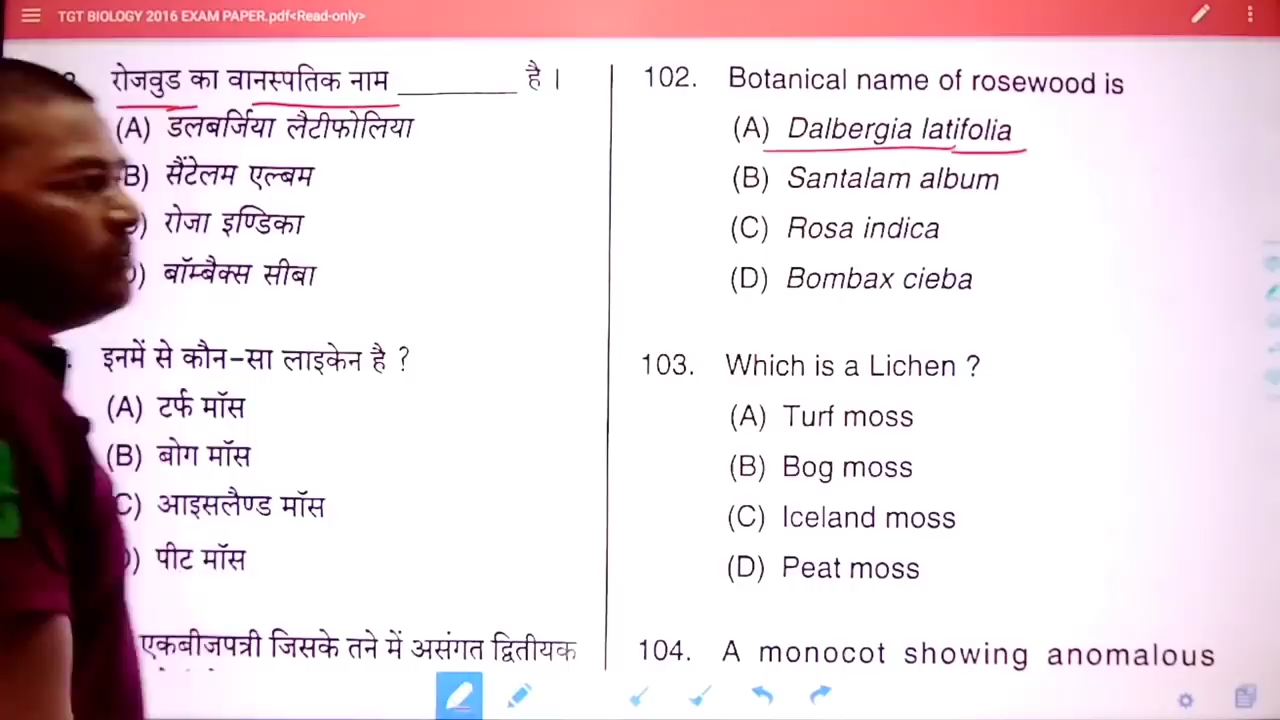 TGT BIOLOGY 2016 EXAM PAPER.pdf<Read-only>
रोजवुड का वानस्पतिक नाम ________ है ।
(A) डलबर्जिया लैटीफोलिया
B) सैंटेलम एल्बम
) रोजा इण्डिका
) बॉम्बैक्स सीबा
इनमें से कौन-सा लाइकेन है ?
(A) टर्फ मॉस
(B) बोग मॉस
C) आइसलैण्ड मॉस
) पीट मॉस
एकबीजपत्री जिसके तने में असंगत द्वितीयक
102. Botanical name of rosewood is
(A) Dalbergia latifolia
(B) Santalam album
(C) Rosa indica
(D) Bombax cieba
103. Which is a Lichen ?
(A) Turf moss
(B) Bog moss
(C) Iceland moss
(D) Peat moss
104. A monocot showing anomalous